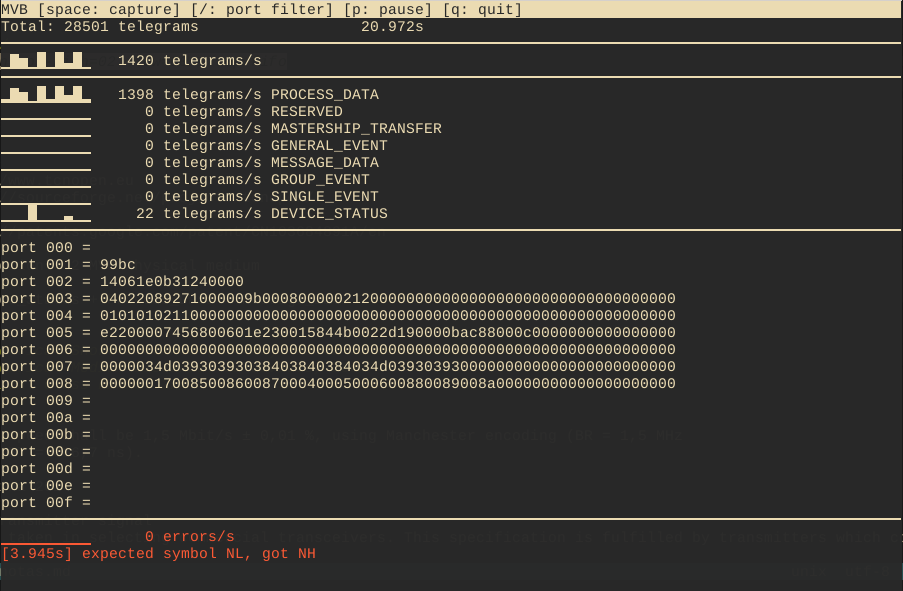 MVB [space: capture] [/: port filter] [p: pause] [q: quit]
Total: 28501 telegrams 20.972s
1420 telegrams/s
1398 telegrams/s PROCESS_DATA
0 telegrams/s RESERVED
0 telegrams/s MASTERSHIP_TRANSFER
0 telegrams/s GENERAL_EVENT
0 telegrams/s MESSAGE_DATA
0 telegrams/s GROUP_EVENT
0 telegrams/s SINGLE_EVENT
22 telegrams/s DEVICE_STATUS
port 000 =
port 001 = 99bc
port 002 = 14061e0b31240000
port 003 = 04022089271000009b00080000021200000000000000000000000000000000000
port 004 = 0101010211000000000000000000000000000000000000000000000000000000
port 005 = e2200007456800601e230015844b0022d190000bac88000c0000000000000000
port 006 = 0000000000000000000000000000000000000000000000000000000000000000
port 007 = 0000034d03930393038403840384034d03930393000000000000000000000000
port 008 = 0000001700850086008700040005000600880089008a00000000000000000000
port 009 =
port 00a =
port 00b =
port 00c =
port 00d =
port 00e =
port 00f =
0 errors/s
[3.945s] expected symbol NL, got NH